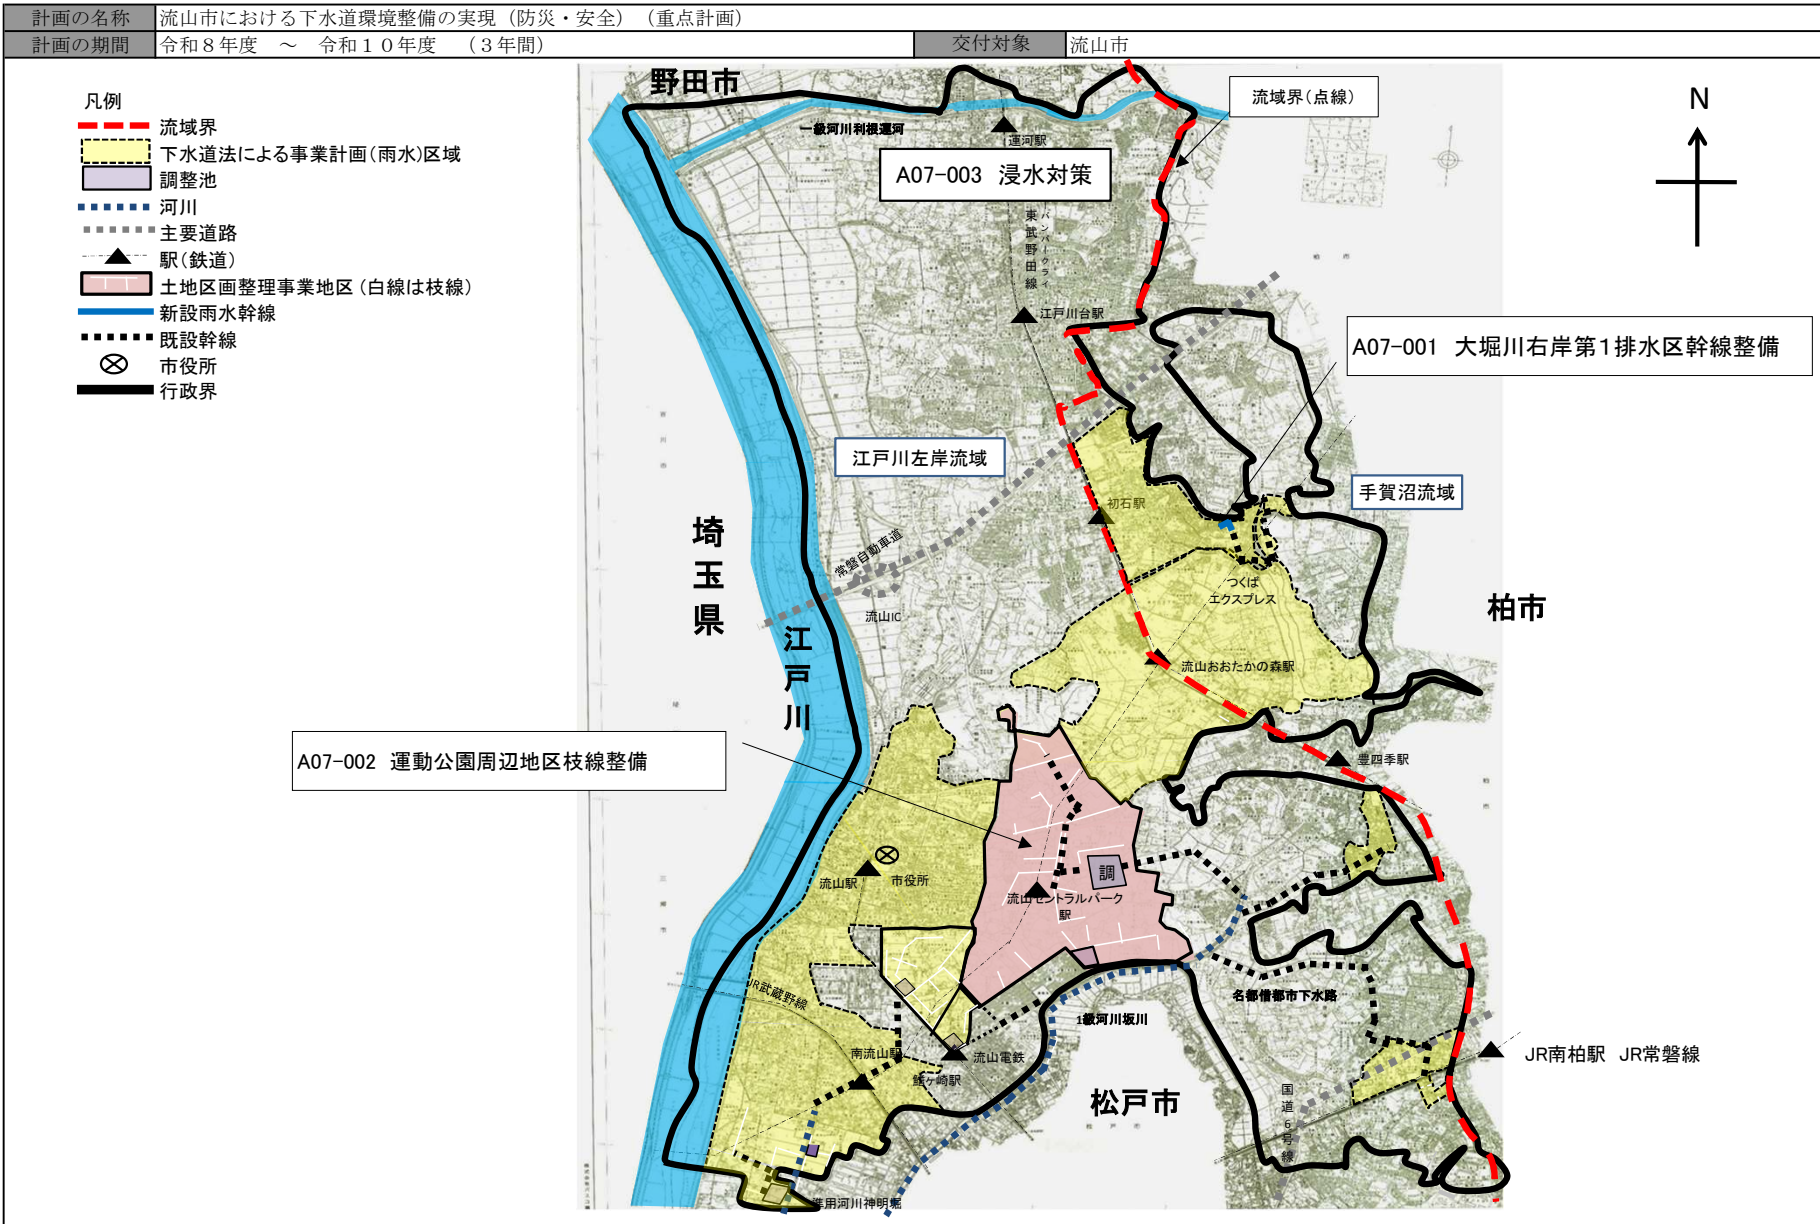 計画の名称 流山市における下水道環境整備の実現（防災・安全）（重点計画）
計画の期間 令和８年度　～　令和１０年度　（３年間） 交付対象 流山市
凡例
流域界
下水道法による事業計画(雨水)区域
調整池
河川
主要道路
駅(鉄道)
土地区画整理事業地区 (白線は枝線)
新設雨水幹線
既設幹線
市役所
行政界
野田市
流域界(点線)
N
一級河川利根運河
運河駅
A07-003 浸水対策
東武野田線
江戸川台駅
A07-001 大堀川右岸第１排水区幹線整備
江戸川左岸流域
手賀沼流域
初石駅
埼玉県
常磐自動車道
つくば
エクスプレス
柏市
流山IC
江戸川
流山おおたかの森駅
A07-002 運動公園周辺地区枝線整備
豊四季駅
流山駅
市役所
調
流山セントラルパーク
駅
JR武蔵野線
名都借都市下水路
1級河川坂川
南流山駅
流山電鉄
鰭ヶ崎駅
JR南柏駅 JR常磐線
松戸市
国道6号線
準用河川神明堀